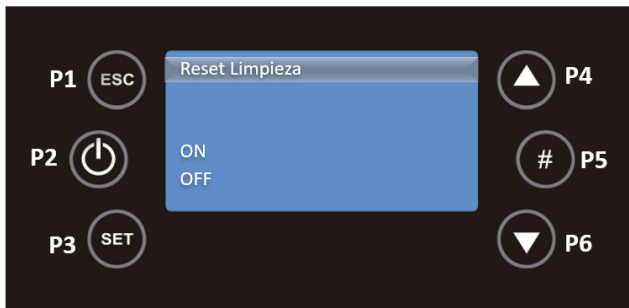 Reset Limpieza
P1 ESC
P4
P2
ON
OFF
# P5
P3 SET
P6